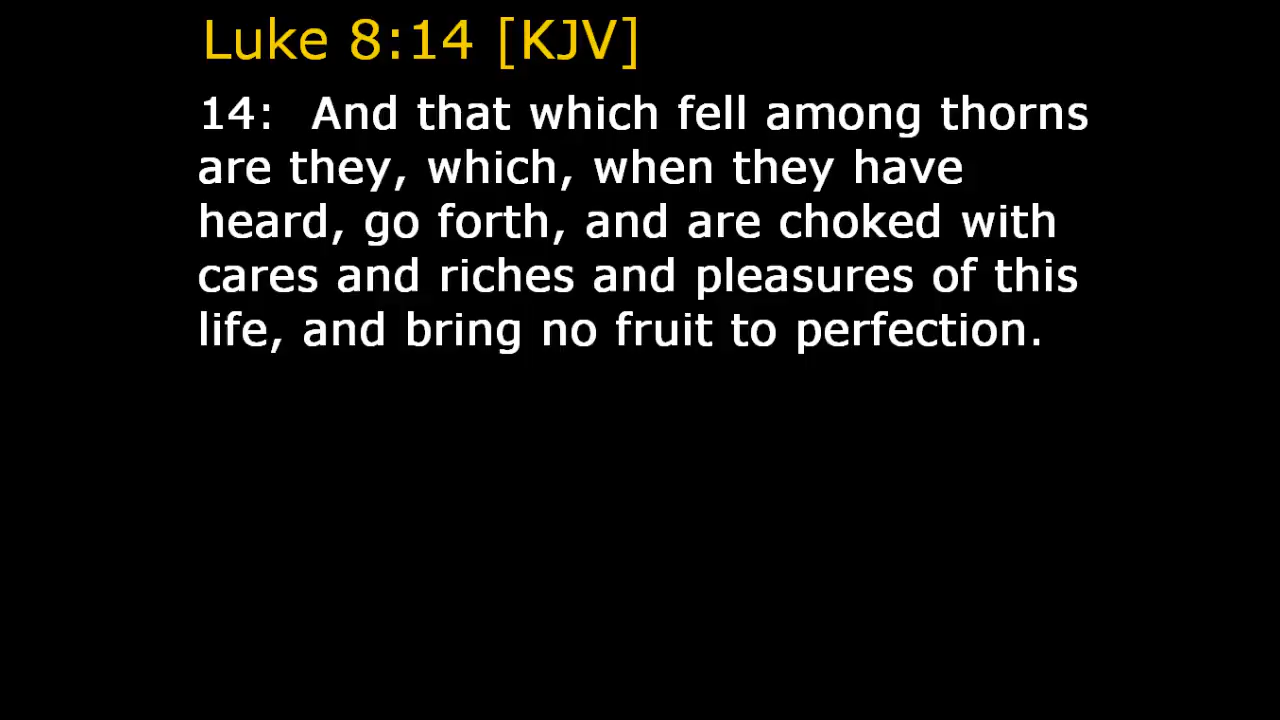 Luke 8:14 [KJV]
14:  And that which fell among thorns
are they, which, when they have
heard, go forth, and are choked with
cares and riches and pleasures of this
life, and bring no fruit to perfection.